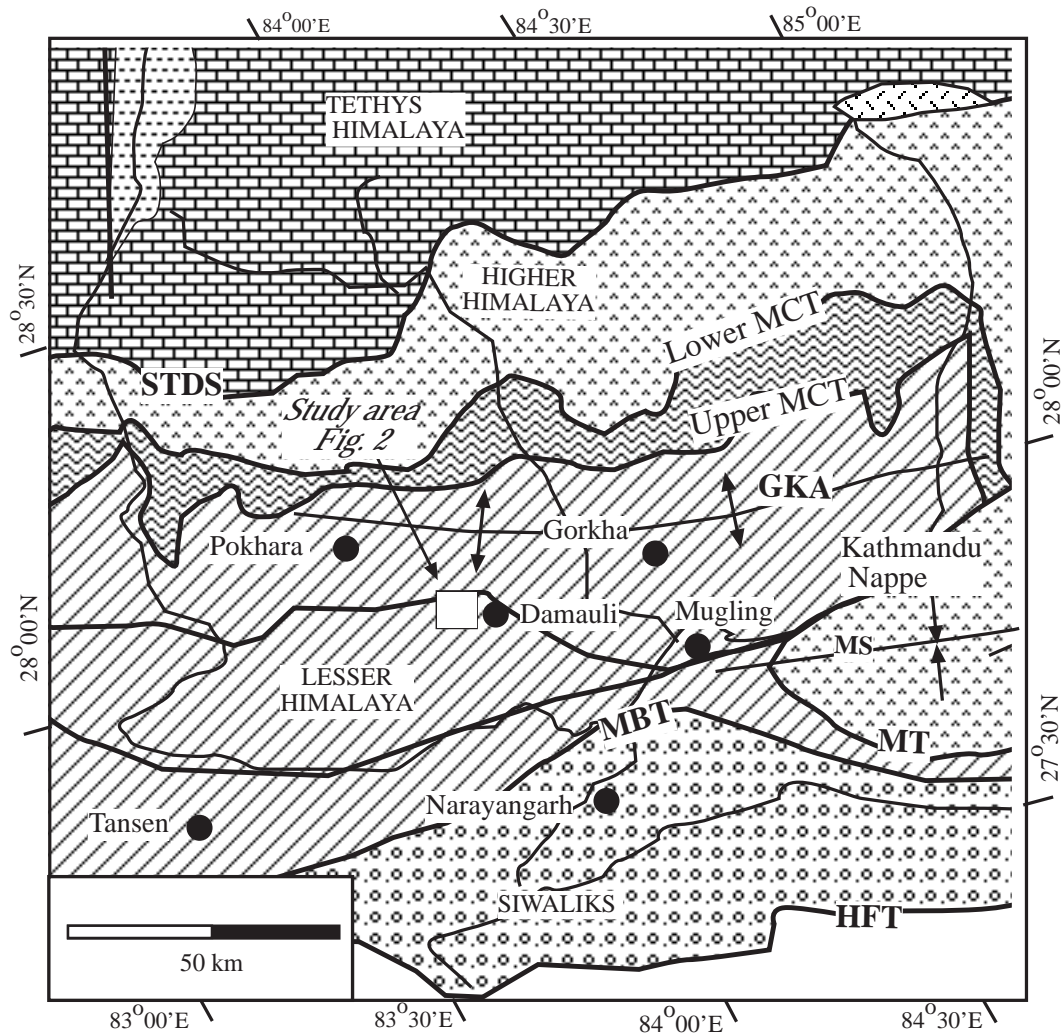 84°00'E
84°30'E
85°00'E
TETHYS
HIMALAYA
HIGHER
HIMALAYA
28°30'N
Lower MCT
STDS
Study area
Fig. 2
Upper MCT
28°00'N
GKA
Pokhara
Gorkha
Kathmandu
Nappe
Damauli
Mugling
28°00'N
MS
LESSER
HIMALAYA
MBT
MT
27°30'N
Narayangarh
Tansen
SIWALIKS
HFT
50 km
83°00'E
83°30'E
84°00'E
84°30'E